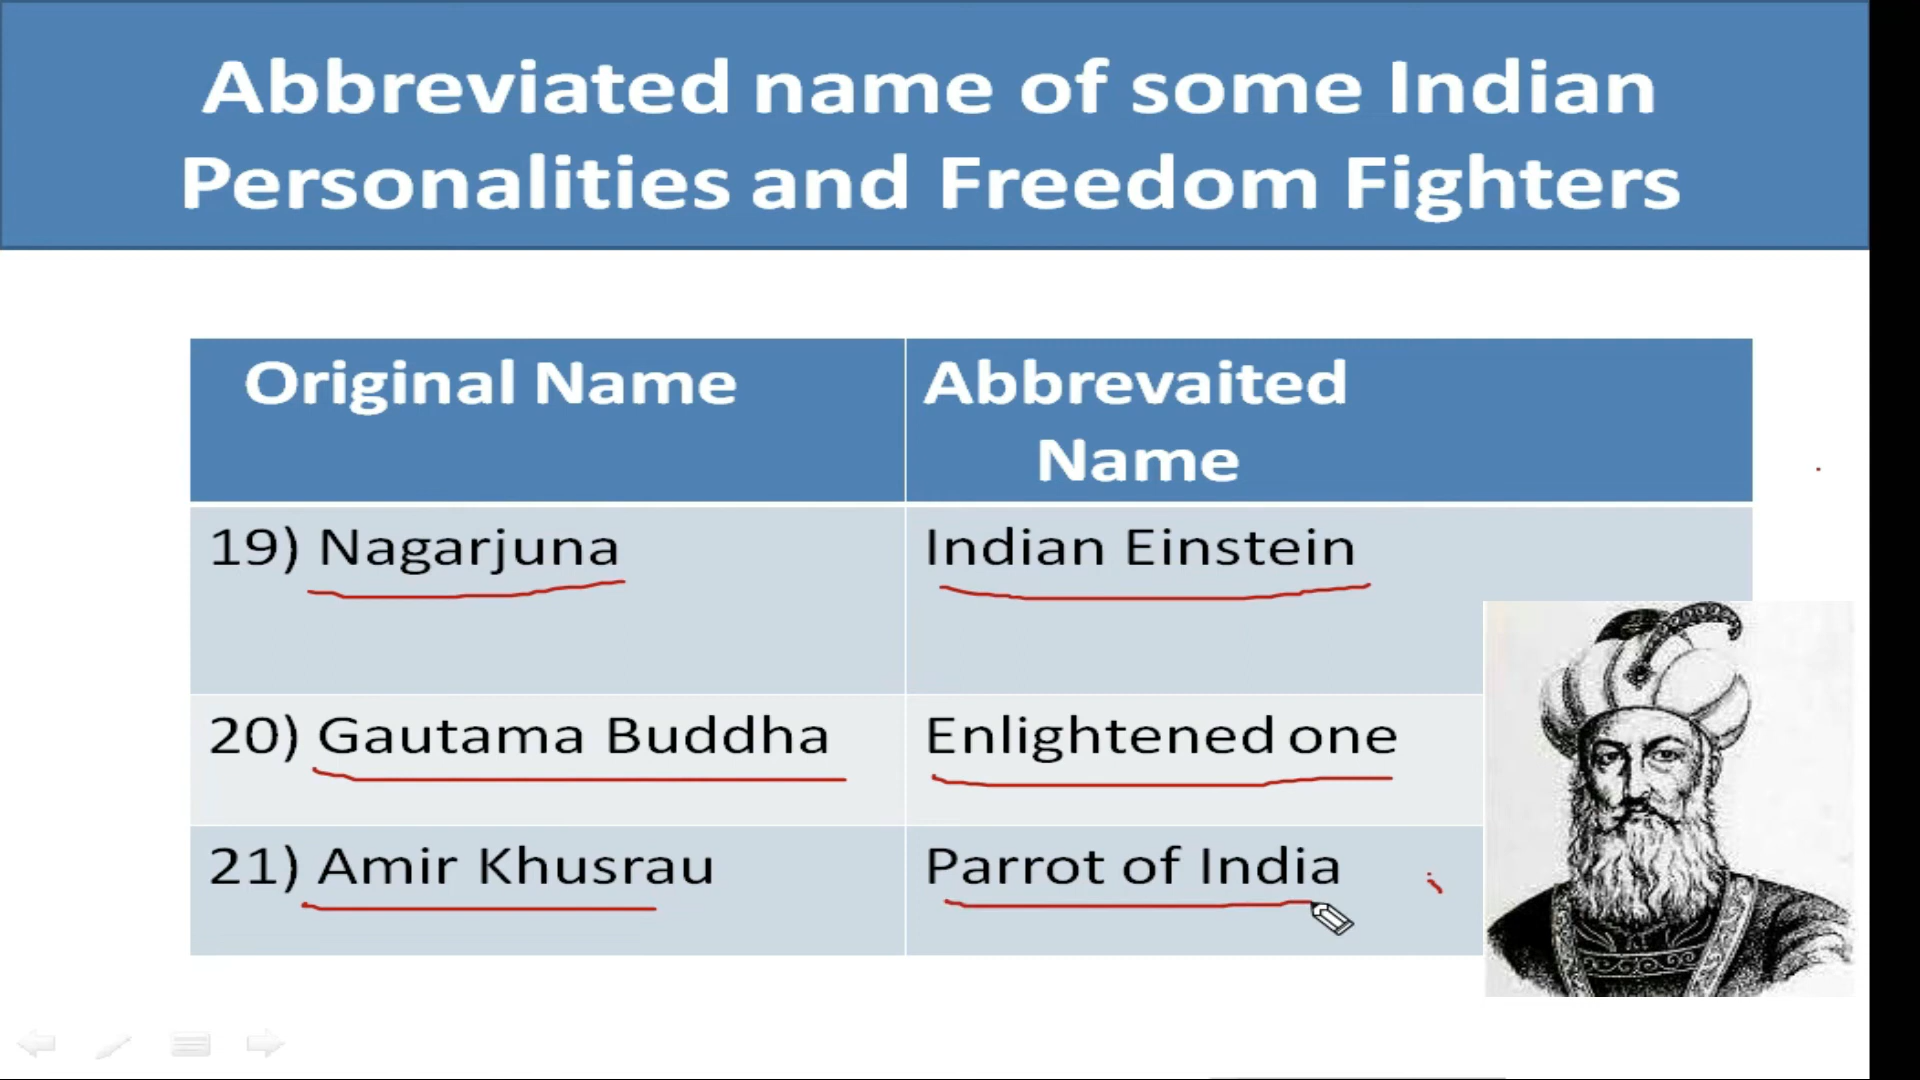 Abbreviated name of some Indian
Personalities and Freedom Fighters
Original Name
Abbrevaited
Name
19) Nagarjuna
Indian Einstein
20) Gautama Buddha
Enlightened one
21) Amir Khusrau
Parrot of India